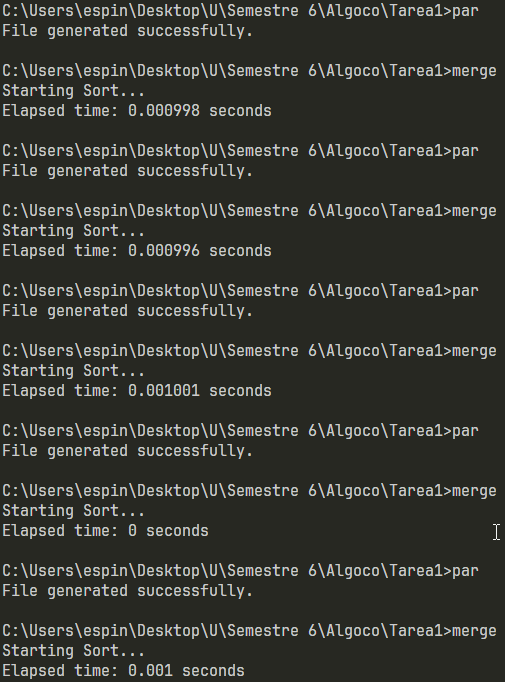 C:\Users\espin\Desktop\U\Semestre 6\Algoco\Tarea1>par
File generated successfully.
C:\Users\espin\Desktop\U\Semestre 6\Algoco\Tarea1>merge
Starting Sort...
Elapsed time: 0.000998 seconds
C:\Users\espin\Desktop\U\Semestre 6\Algoco\Tarea1>par
File generated successfully.
C:\Users\espin\Desktop\U\Semestre 6\Algoco\Tarea1>merge
Starting Sort...
Elapsed time: 0.000996 seconds
C:\Users\espin\Desktop\U\Semestre 6\Algoco\Tarea1>par
File generated successfully.
C:\Users\espin\Desktop\U\Semestre 6\Algoco\Tarea1>merge
Starting Sort...
Elapsed time: 0.001001 seconds
C:\Users\espin\Desktop\U\Semestre 6\Algoco\Tarea1>par
File generated successfully.
C:\Users\espin\Desktop\U\Semestre 6\Algoco\Tarea1>merge
Starting Sort...
Elapsed time: 0 seconds
C:\Users\espin\Desktop\U\Semestre 6\Algoco\Tarea1>par
File generated successfully.
C:\Users\espin\Desktop\U\Semestre 6\Algoco\Tarea1>merge
Starting Sort...
Elapsed time: 0.001 seconds